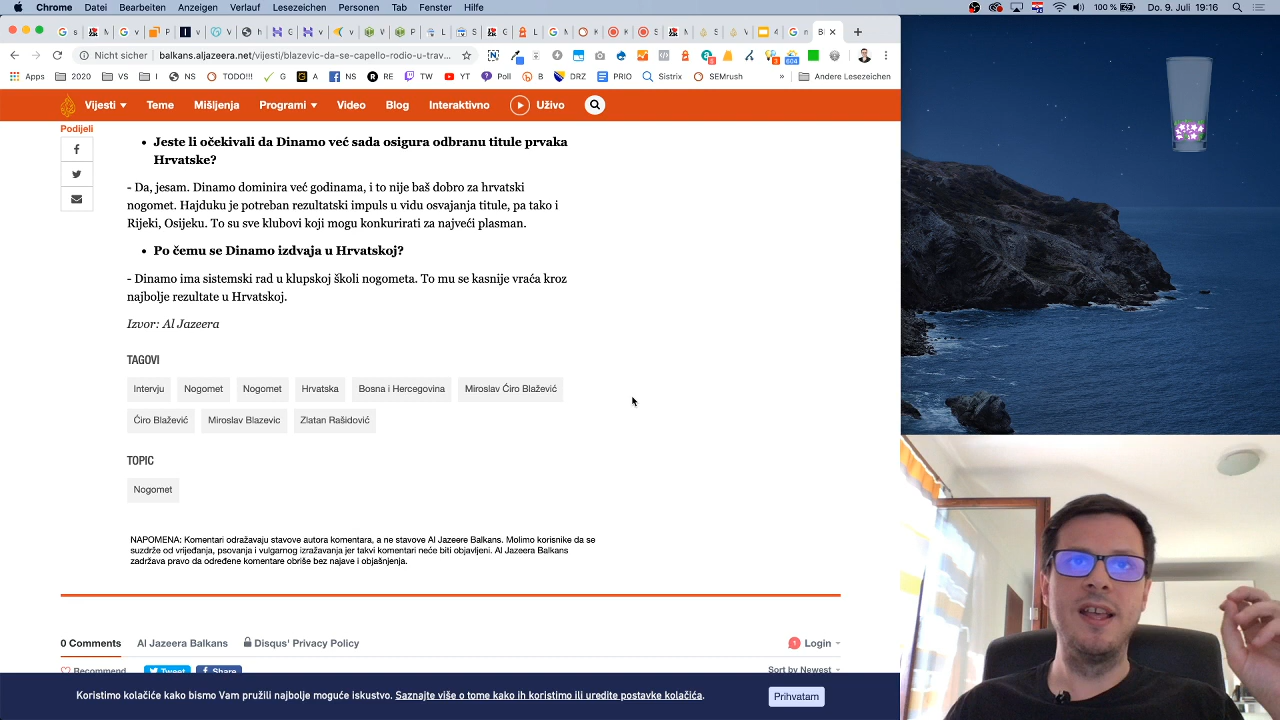 Chrome Datei Bearbeiten Anzeigen Verlauf Lesezeichen Personen Tab Fenster Hilfe
100 % Do. 9. Juli 19:16
Nicht sicher | balkans.aljazeera.net/vijesti/blazevic-da-se-capello-rodio-u-trav...
Apps 2020 VS I NS TODO!!! G A NS RE TW YT Poll B DRZ PRIO Sistrix SEMrush » Andere Lesezeichen
Vijesti Teme Mišljenja Programi Video Blog Interaktivno Uživo
Podijeli
• Jeste li očekivali da Dinamo već sada osigura odbranu titule prvaka
Hrvatske?
- Da, jesam. Dinamo dominira već godinama, i to nije baš dobro za hrvatski
nogomet. Hajduku je potreban rezultatski impuls u vidu osvajanja titule, pa tako i
Rijeki, Osijeku. To su sve klubovi koji mogu konkurirati za najveći plasman.
• Po čemu se Dinamo izdvaja u Hrvatskoj?
- Dinamo ima sistemski rad u klupskoj školi nogometa. To mu se kasnije vraća kroz
najbolje rezultate u Hrvatskoj.
Izvor: Al Jazeera
TAGOVI
Intervju Nogomet Nogomet Hrvatska Bosna i Hercegovina Miroslav Ćiro Blažević
Ćiro Blažević Miroslav Blazevic Zlatan Rašidović
TOPIC
Nogomet
NAPOMENA: Komentari odražavaju stavove autora komentara, a ne stavove Al Jazeere Balkans. Molimo korisnike da se
suzdrže od vrijeđanja, psovanja i vulgarnog izražavanja jer takvi komentari neće biti objavljeni. Al Jazeera Balkans
zadržava pravo da određene komentare obriše bez najave i objašnjenja.
0 Comments Al Jazeera Balkans Disqus' Privacy Policy 1 Login
Recommend Tweet Share Sort by Newest
Koristimo kolačiće kako bismo Vam pružili najbolje moguće iskustvo. Saznajte više o tome kako ih koristimo ili uredite postavke kolačića.
Prihvatam